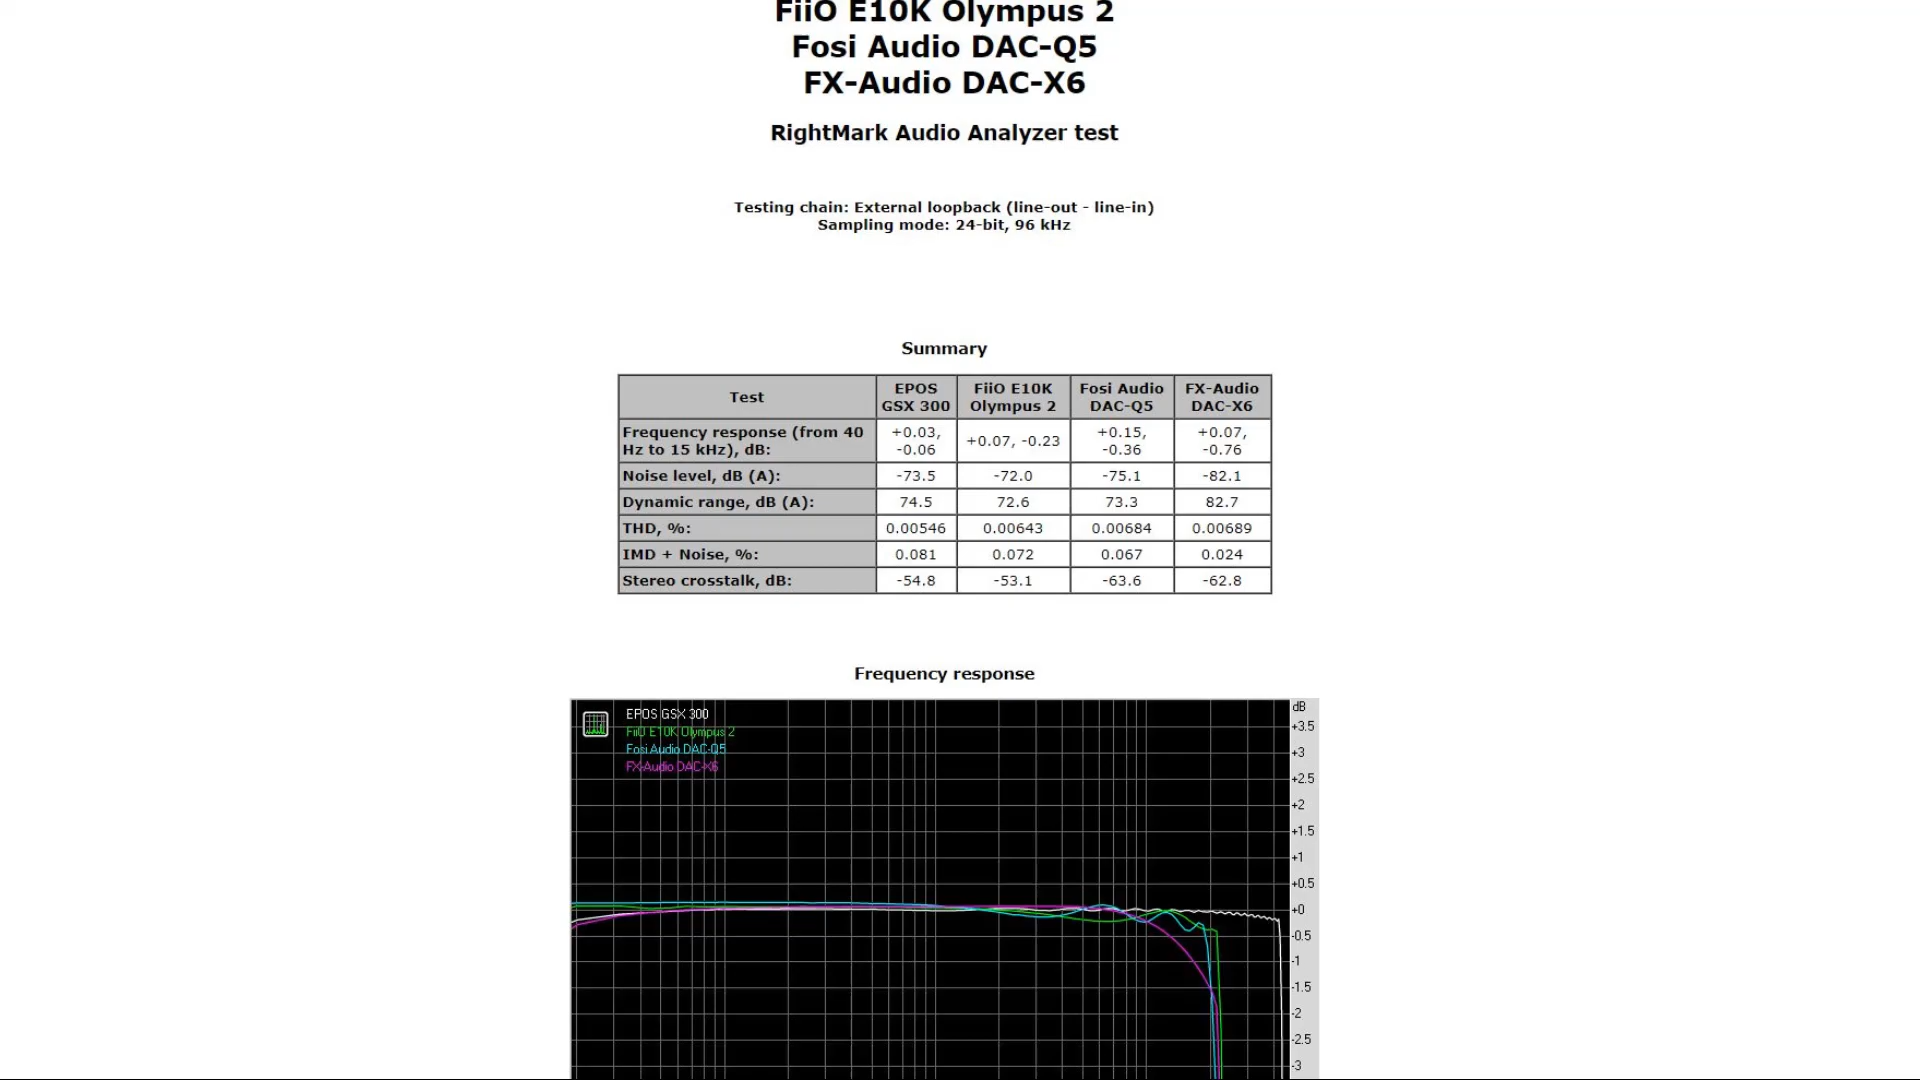 FiiO E10K Olympus 2
Fosi Audio DAC-Q5
FX-Audio DAC-X6
RightMark Audio Analyzer test
Testing chain: External loopback (line-out - line-in)
Sampling mode: 24-bit, 96 kHz
Summary
Test EPOS GSX 300 FiiO E10K Olympus 2 Fosi Audio DAC-Q5 FX-Audio DAC-X6
Frequency response (from 40 Hz to 15 kHz), dB: +0.03, -0.06 +0.07, -0.23 +0.15, -0.36 +0.07, -0.76
Noise level, dB (A): -73.5 -72.0 -75.1 -82.1
Dynamic range, dB (A): 74.5 72.6 73.3 82.7
THD, %: 0.00546 0.00643 0.00684 0.00689
IMD + Noise, %: 0.081 0.072 0.067 0.024
Stereo crosstalk, dB: -54.8 -53.1 -63.6 -62.8
Frequency response
EPOS GSX 300
FiiO E10K Olympus 2
Fosi Audio DAC-Q5
FX-Audio DAC-X6
dB
+3.5
+3
+2.5
+2
+1.5
+1
+0.5
+0
-0.5
-1
-1.5
-2
-2.5
-3